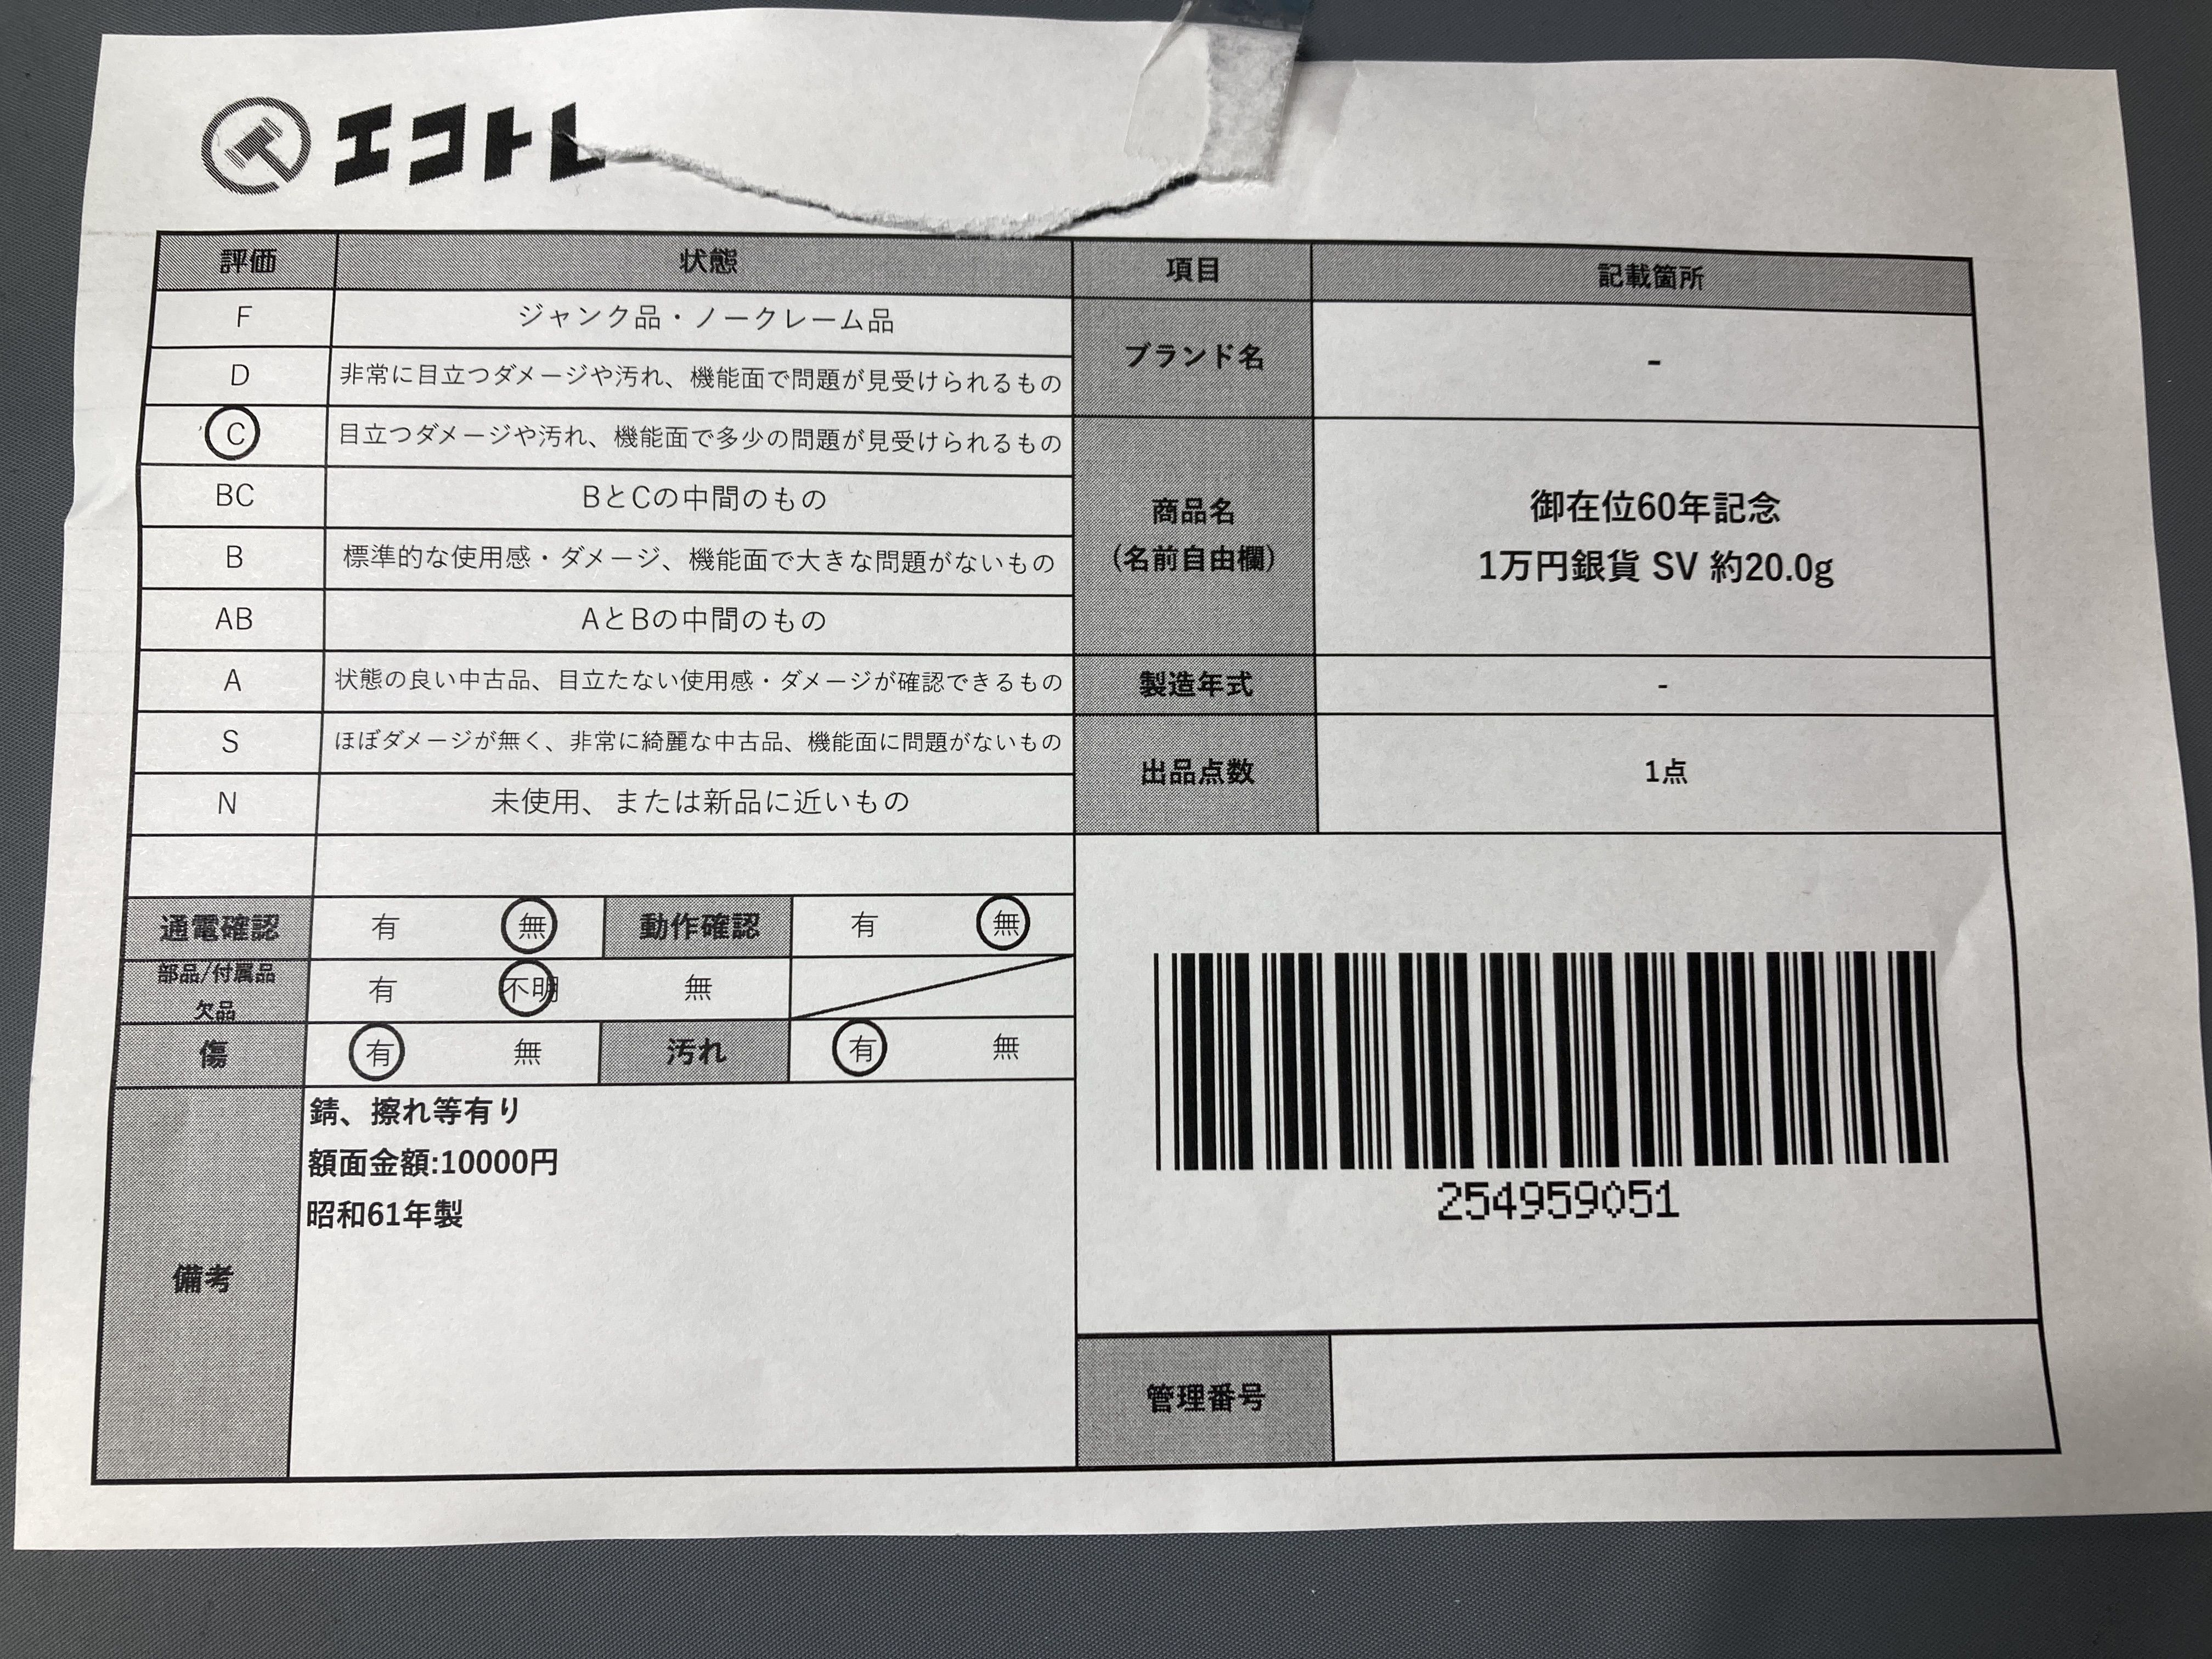 エコトレ
評価 状態
F ジャンク品・ノークレーム品
D 非常に目立つダメージや汚れ、機能面で問題が見受けられるもの
C 目立つダメージや汚れ、機能面で多少の問題が見受けられるもの
BC BとCの中間のもの
B 標準的な使用感・ダメージ、機能面で大きな問題がないもの
AB AとBの中間のもの
A 状態の良い中古品、目立たない使用感・ダメージが確認できるもの
S ほぼダメージが無く、非常に綺麗な中古品、機能面に問題がないもの
N 未使用、または新品に近いもの
通電確認 有 無 動作確認 有 無
部品/付属品
欠品 有 不明 無
傷 有 無 汚れ 有 無
備考
錆、擦れ等有り
額面金額:10000円
昭和61年製
項目 記載箇所
ブランド名 -
商品名
(名前自由欄)
御在位60年記念
1万円銀貨 SV 約20.0g
製造年式 -
出品点数 1点
254959051
管理番号